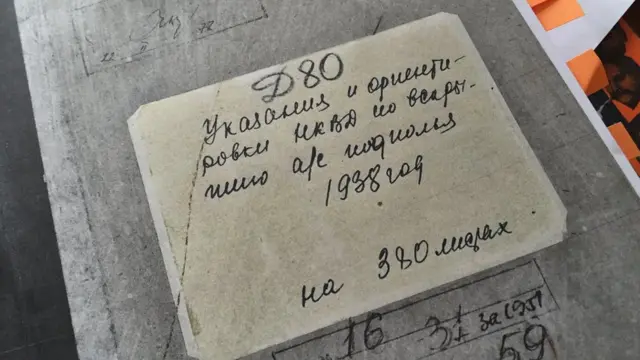 Д80
Указания и ориенти-
ровки НКВД по вскры-
тию а/с подполья
1938 год
на 380 листах
16
59